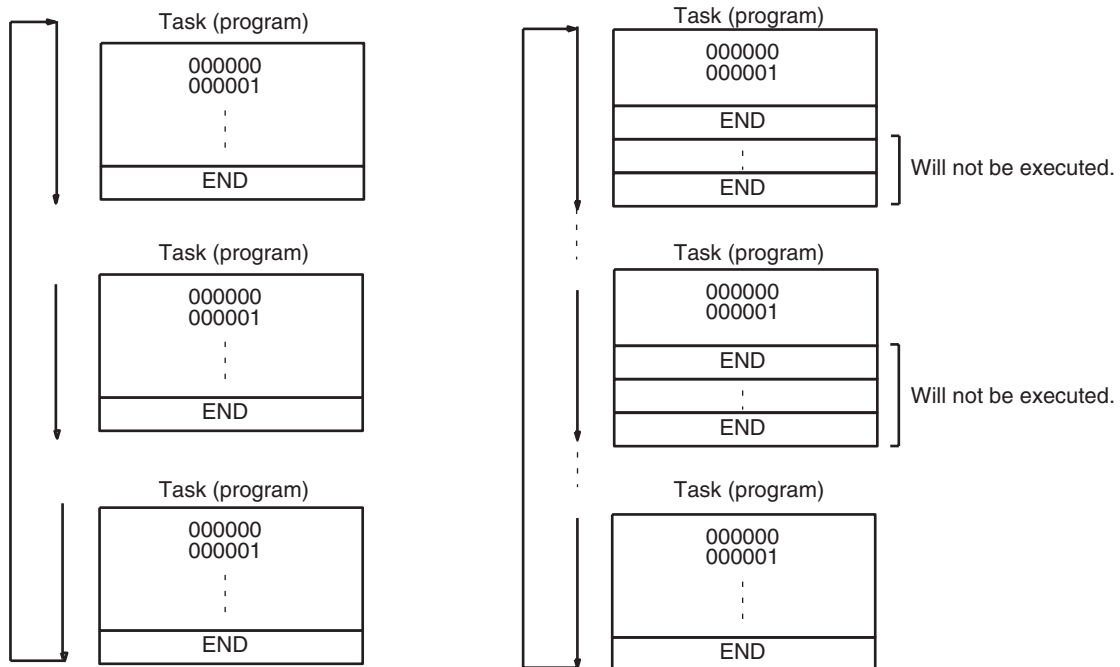 Task (program)
000000
000001
END
Task (program)
000000
000001
END
Task (program)
000000
000001
END
Task (program)
000000
000001
END
END
Will not be executed.
Task (program)
000000
000001
END
END
Will not be executed.
Task (program)
000000
000001
END